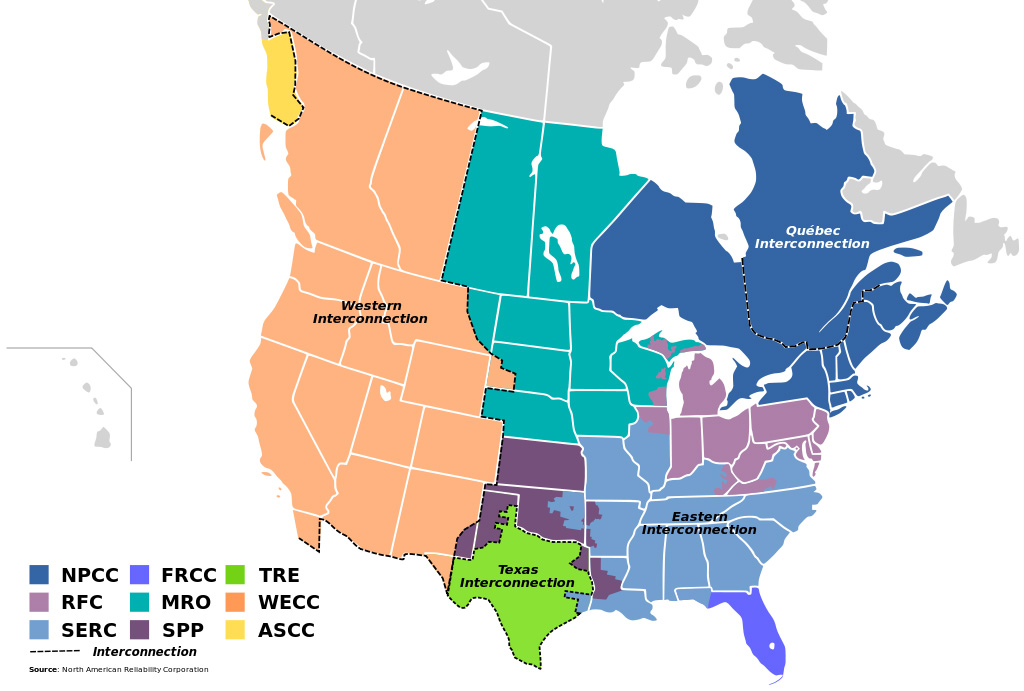 Québec
Interconnection
Western
Interconnection
Eastern
Interconnection
Texas
Interconnection
NPCC FRCC TRE
RFC MRO WECC
SERC SPP ASCC
Interconnection
Source: North American Reliability Corporation